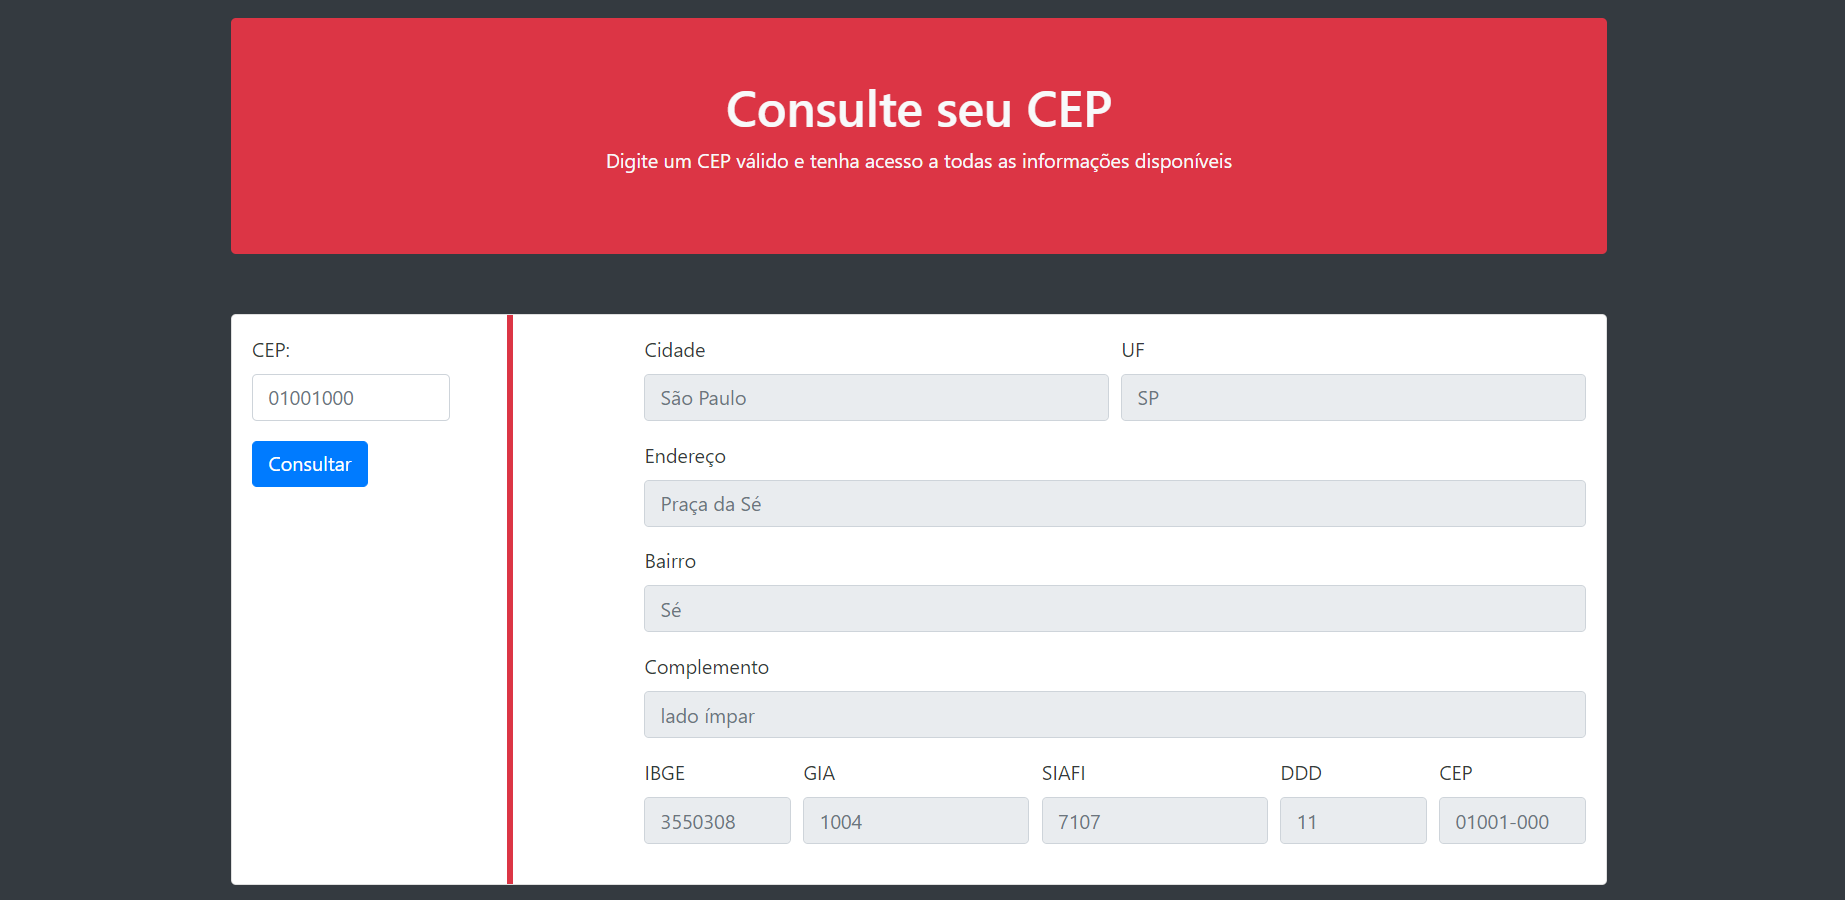 Consulte seu CEP
Digite um CEP válido e tenha acesso a todas as informações disponíveis
CEP:
01001000
Consultar
Cidade UF
São Paulo SP
Endereço
Praça da Sé
Bairro
Sé
Complemento
lado ímpar
IBGE GIA SIAFI DDD CEP
3550308 1004 7107 11 01001-000